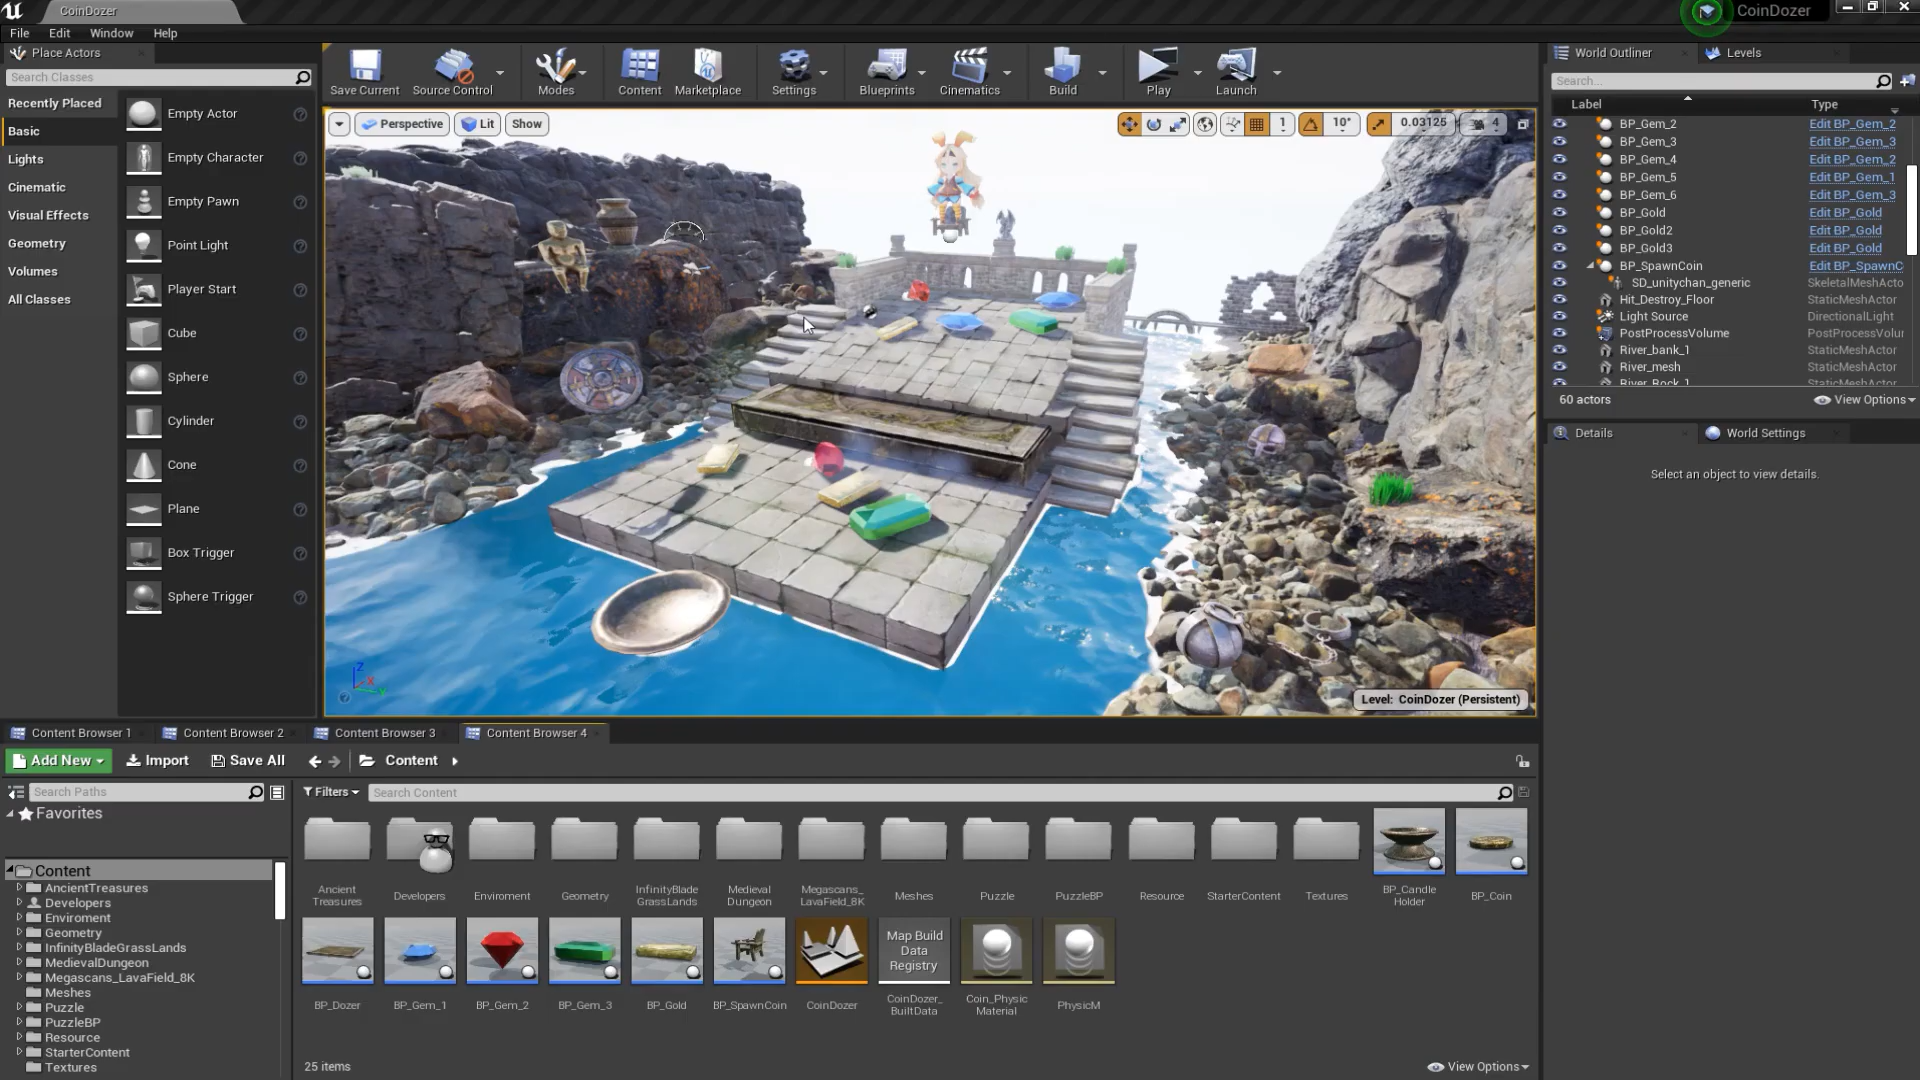 CoinDozer
CoinDozer
File Edit Window Help
Place Actors
Search Classes
Recently Placed
Basic
Lights
Cinematic
Visual Effects
Geometry
Volumes
All Classes
Empty Actor
Empty Character
Empty Pawn
Point Light
Player Start
Cube
Sphere
Cylinder
Cone
Plane
Box Trigger
Sphere Trigger
Save Current Source Control Modes Content Marketplace Settings Blueprints Cinematics Build Play Launch
Perspective Lit Show
1 10° 0.03125 4
Level: CoinDozer (Persistent)
World Outliner Levels
Search...
Label Type
BP_Gem_2 Edit BP_Gem_2
BP_Gem_3 Edit BP_Gem_3
BP_Gem_4 Edit BP_Gem_2
BP_Gem_5 Edit BP_Gem_1
BP_Gem_6 Edit BP_Gem_3
BP_Gold Edit BP_Gold
BP_Gold2 Edit BP_Gold
BP_Gold3 Edit BP_Gold
BP_SpawnCoin Edit BP_SpawnC
SD_unitychan_generic SkeletalMeshActo
Hit_Destroy_Floor StaticMeshActor
Light Source DirectionalLight
PostProcessVolume PostProcessVolur
River_bank_1 StaticMeshActor
River_mesh StaticMeshActor
River_Rock_1 StaticMeshActor
60 actors View Options
Details World Settings
Select an object to view details.
Content Browser 1 Content Browser 2 Content Browser 3 Content Browser 4
Add New Import Save All Content
Search Paths
Favorites
Content
AncientTreasures
Developers
Enviroment
Geometry
InfinityBladeGrassLands
MedievalDungeon
Megascans_LavaField_8K
Meshes
Puzzle
PuzzleBP
Resource
StarterContent
Textures
Filters Search Content
Ancient Treasures
Developers
Enviroment
Geometry
InfinityBlade GrassLands
Medieval Dungeon
Megascans_ LavaField_8K
Meshes
Puzzle
PuzzleBP
Resource
StarterContent
Textures
BP_Candle Holder
BP_Coin
Map Build
Data
Registry
BP_Dozer
BP_Gem_1
BP_Gem_2
BP_Gem_3
BP_Gold
BP_SpawnCoin
CoinDozer
CoinDozer_ BuiltData
Coin_Physic Material
PhysicM
25 items View Options